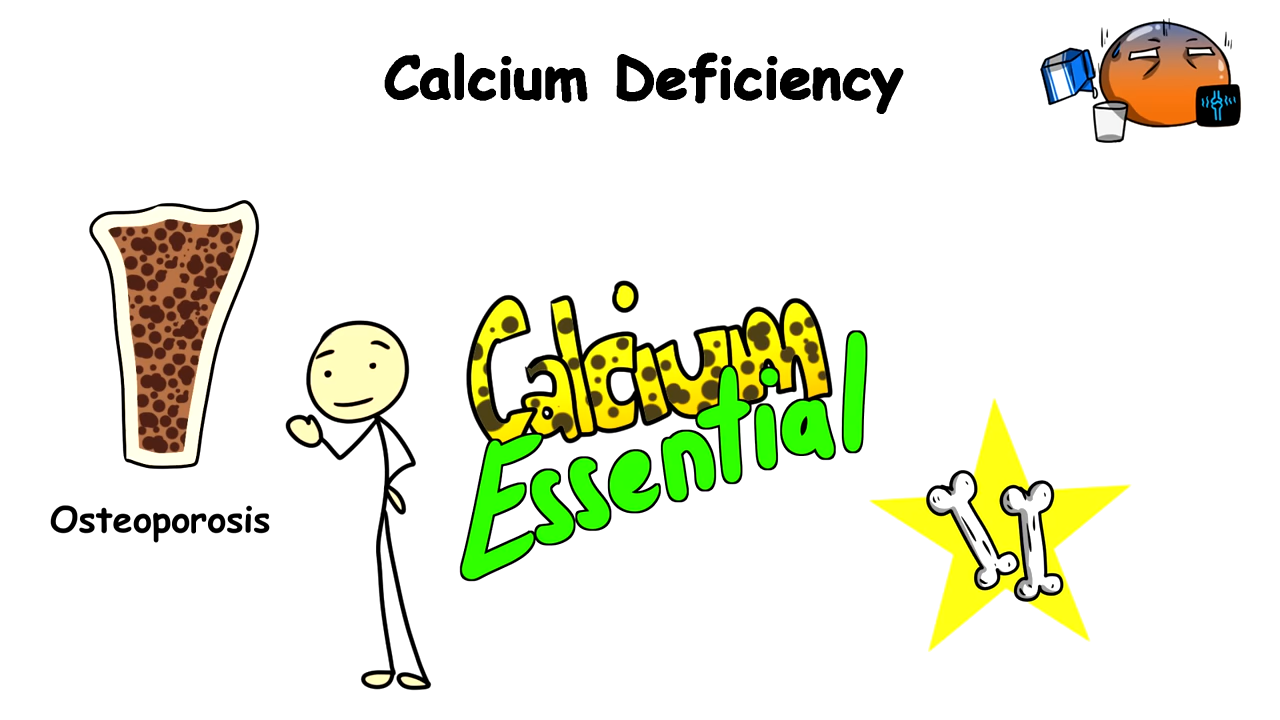 Calcium Deficiency
Calcium
Essential
Osteoporosis